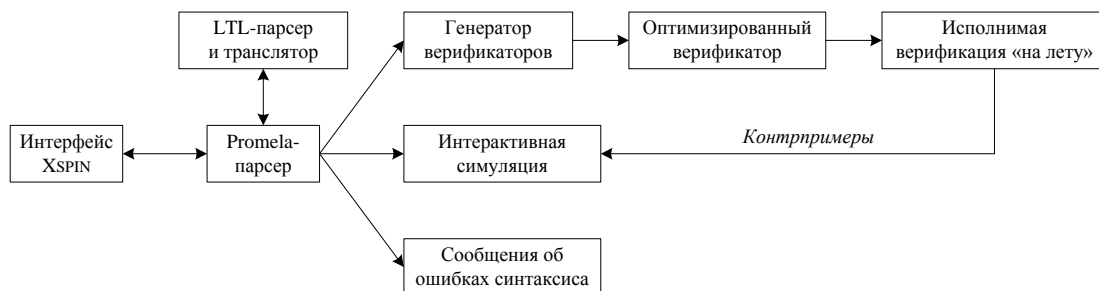 LTL-парсер
и транслятор
Генератор
верификаторов
Оптимизированный
верификатор
Исполнимая
верификация «на лету»
Интерфейс
XSPIN
Promela-
парсер
Интерактивная
симуляция
Контрпримеры
Сообщения об
ошибках синтаксиса